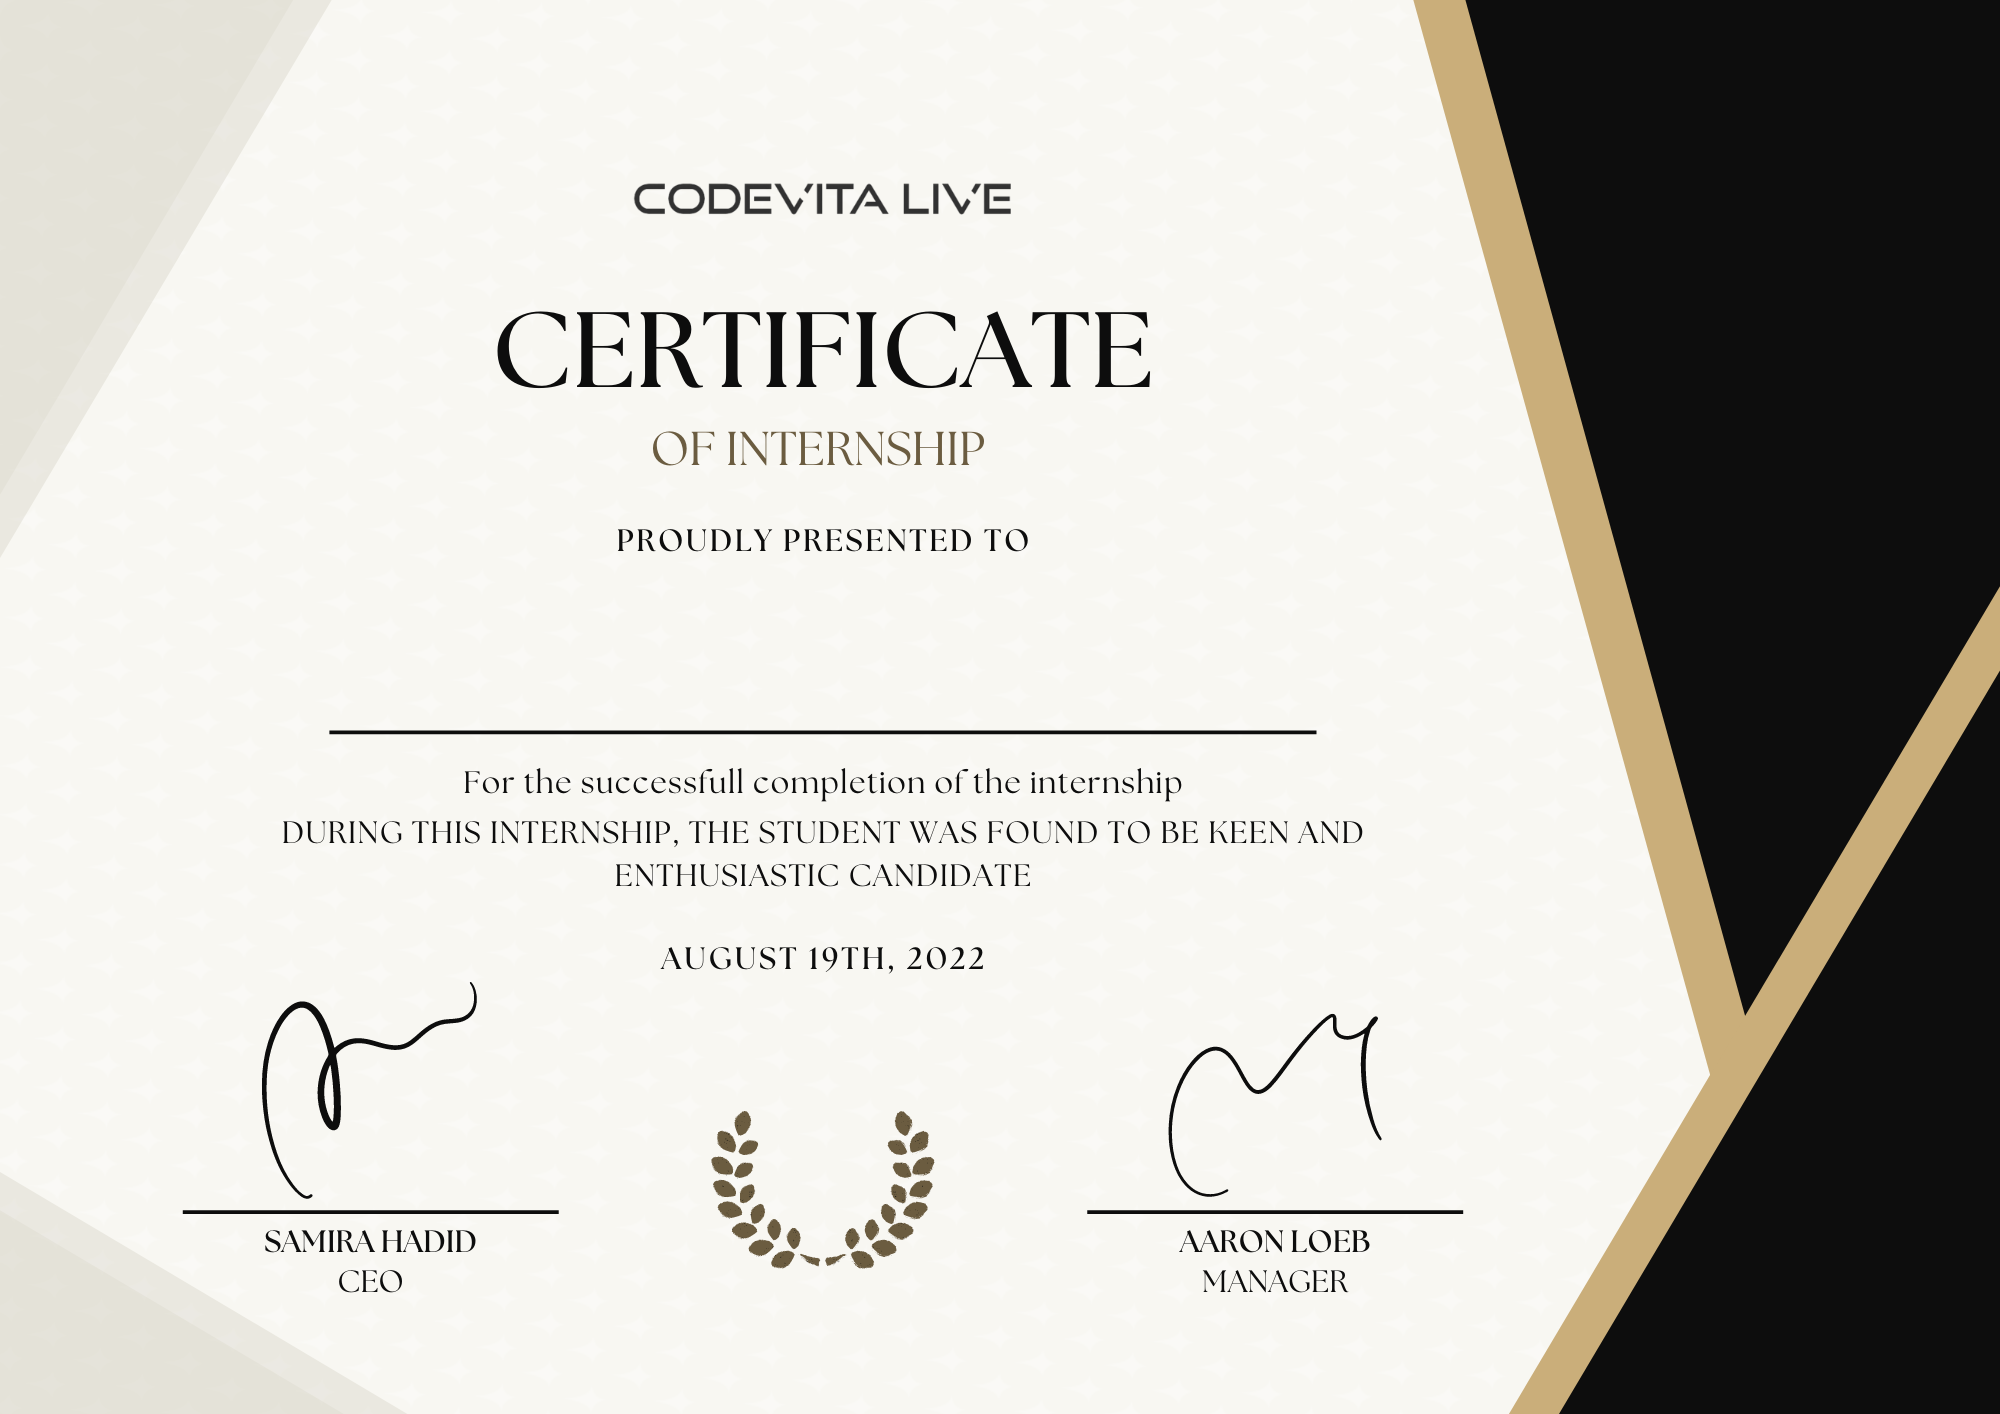 CODEVITA LIVE
CERTIFICATE
OF INTERNSHIP
PROUDLY PRESENTED TO
For the successfull completion of the internship
DURING THIS INTERNSHIP, THE STUDENT WAS FOUND TO BE KEEN AND
ENTHUSIASTIC CANDIDATE
AUGUST 19TH, 2022
SAMIRA HADID
CEO
AARON LOEB
MANAGER